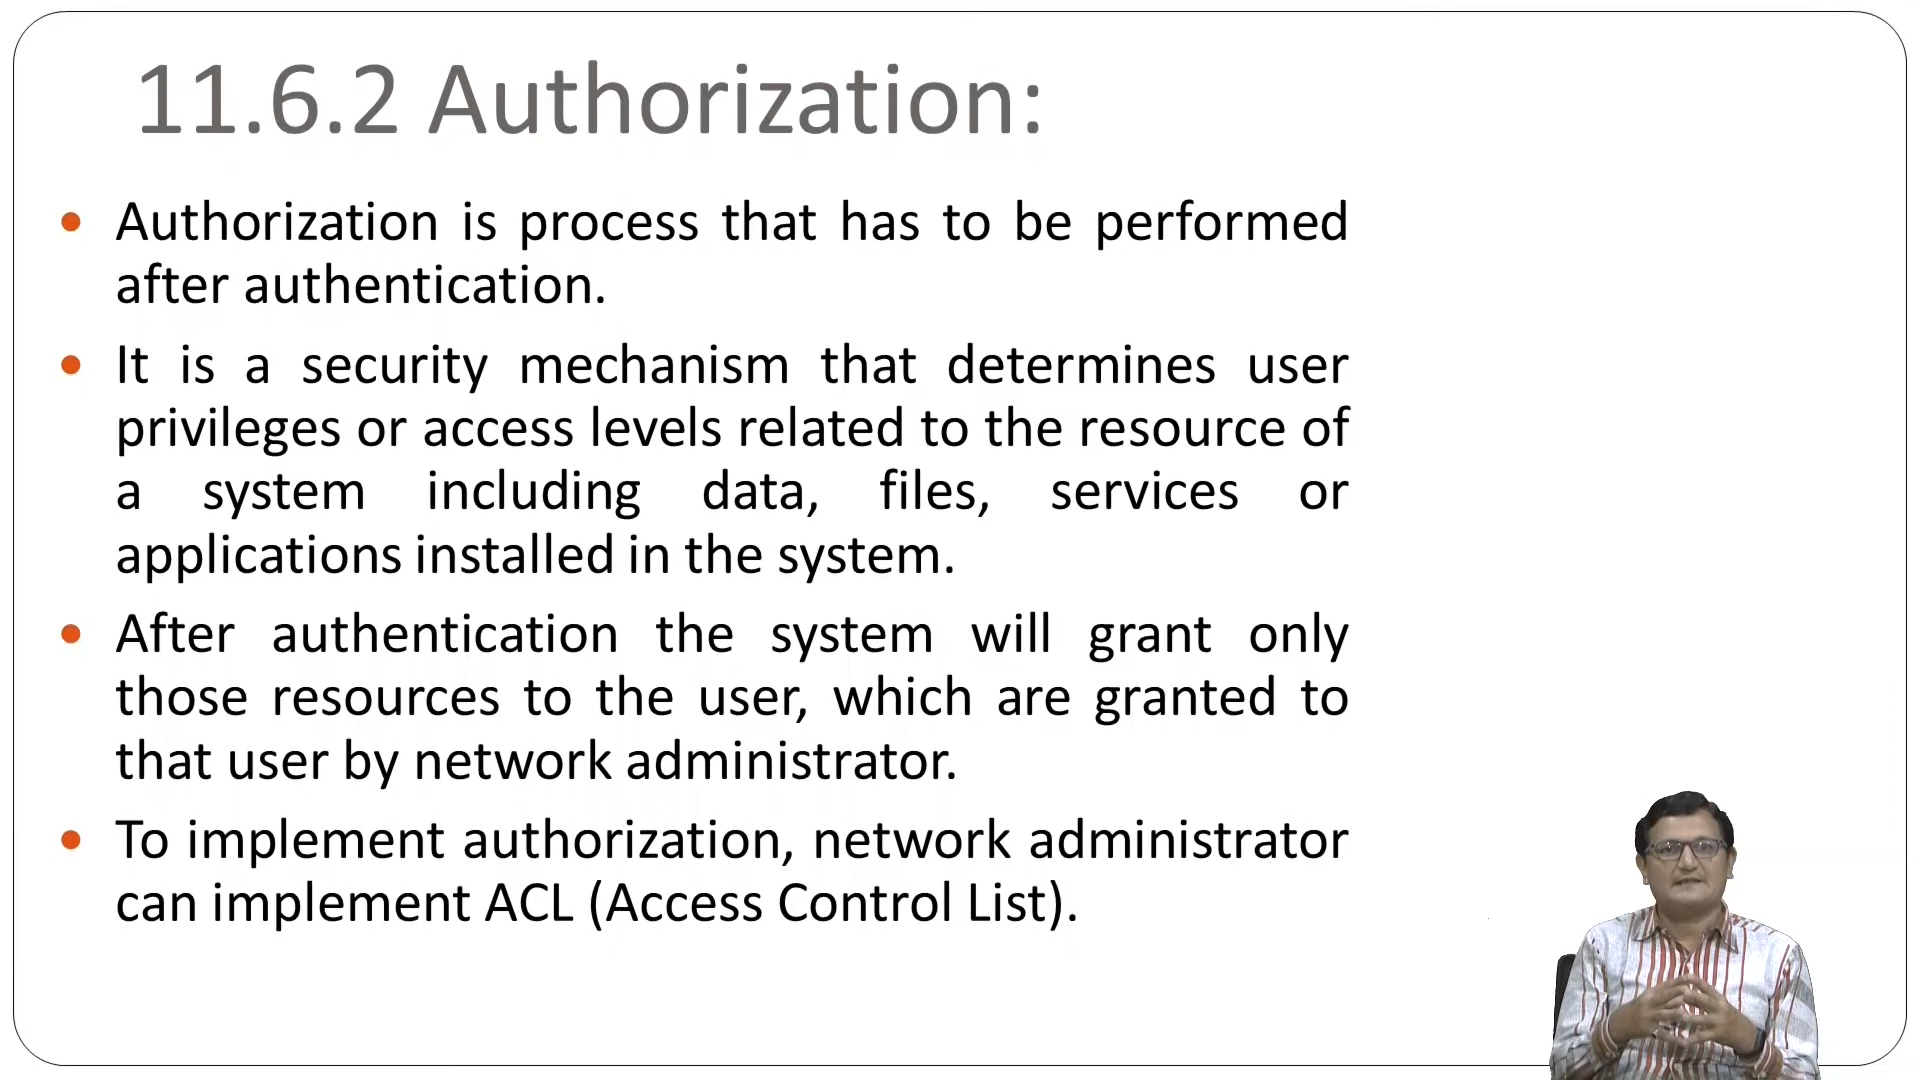 11.6.2 Authorization:
• Authorization is process that has to be performed
after authentication.
• It is a security mechanism that determines user
privileges or access levels related to the resource of
a system including data, files, services or
applications installed in the system.
• After authentication the system will grant only
those resources to the user, which are granted to
that user by network administrator.
• To implement authorization, network administrator
can implement ACL (Access Control List).